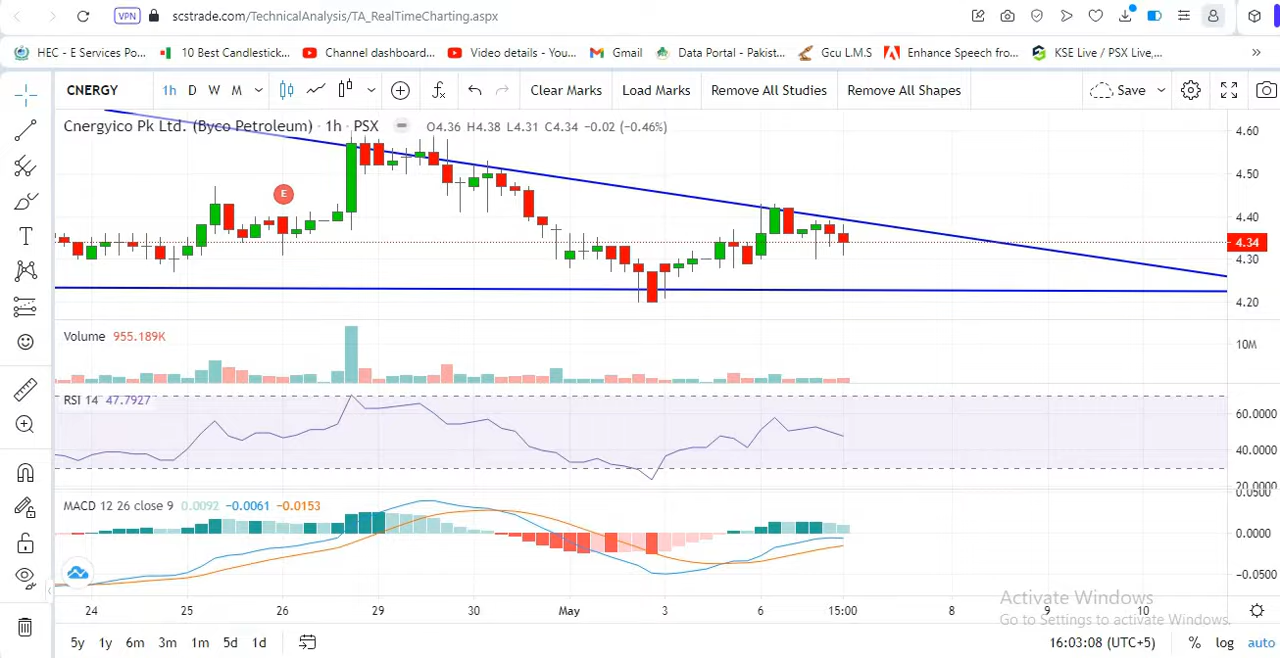 VPN scstrade.com/TechnicalAnalysis/TA_RealTimeCharting.aspx
HEC - E Services Po... 10 Best Candlestick... Channel dashboard... Video details - You... Gmail Data Portal - Pakist... Gcu L.M.S Enhance Speech fro... KSE Live / PSX Live,... »
CNERGY 1h D W M Clear Marks Load Marks Remove All Studies Remove All Shapes Save
Cnergyico Pk Ltd. (Byco Petroleum) · 1h · PSX O4.36 H4.38 L4.31 C4.34 -0.02 (-0.46%)
4.60
4.50
E
4.40
4.34
4.30
4.20
Volume 955.189K
10M
RSI 14 47.7927
60.0000
40.0000
20.0000
0.0500
MACD 12 26 close 9 0.0092 -0.0061 -0.0153
0.0000
-0.0500
24 25 26 29 30 May 3 6 15:00 8 9 10
Activate Windows
Go to Settings to activate Windows.
5y 1y 6m 3m 1m 5d 1d 16:03:08 (UTC+5) % log auto